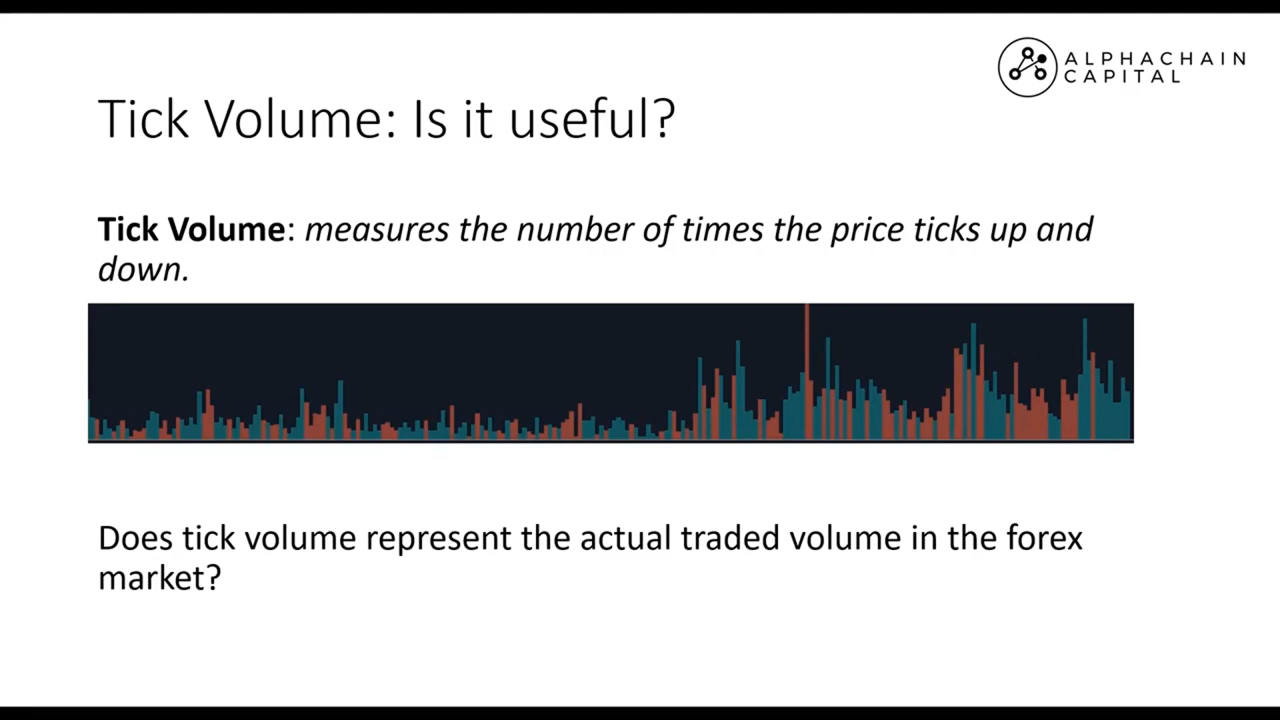 ALPHACHAIN
CAPITAL
Tick Volume: Is it useful?
Tick Volume: measures the number of times the price ticks up and
down.
Does tick volume represent the actual traded volume in the forex
market?